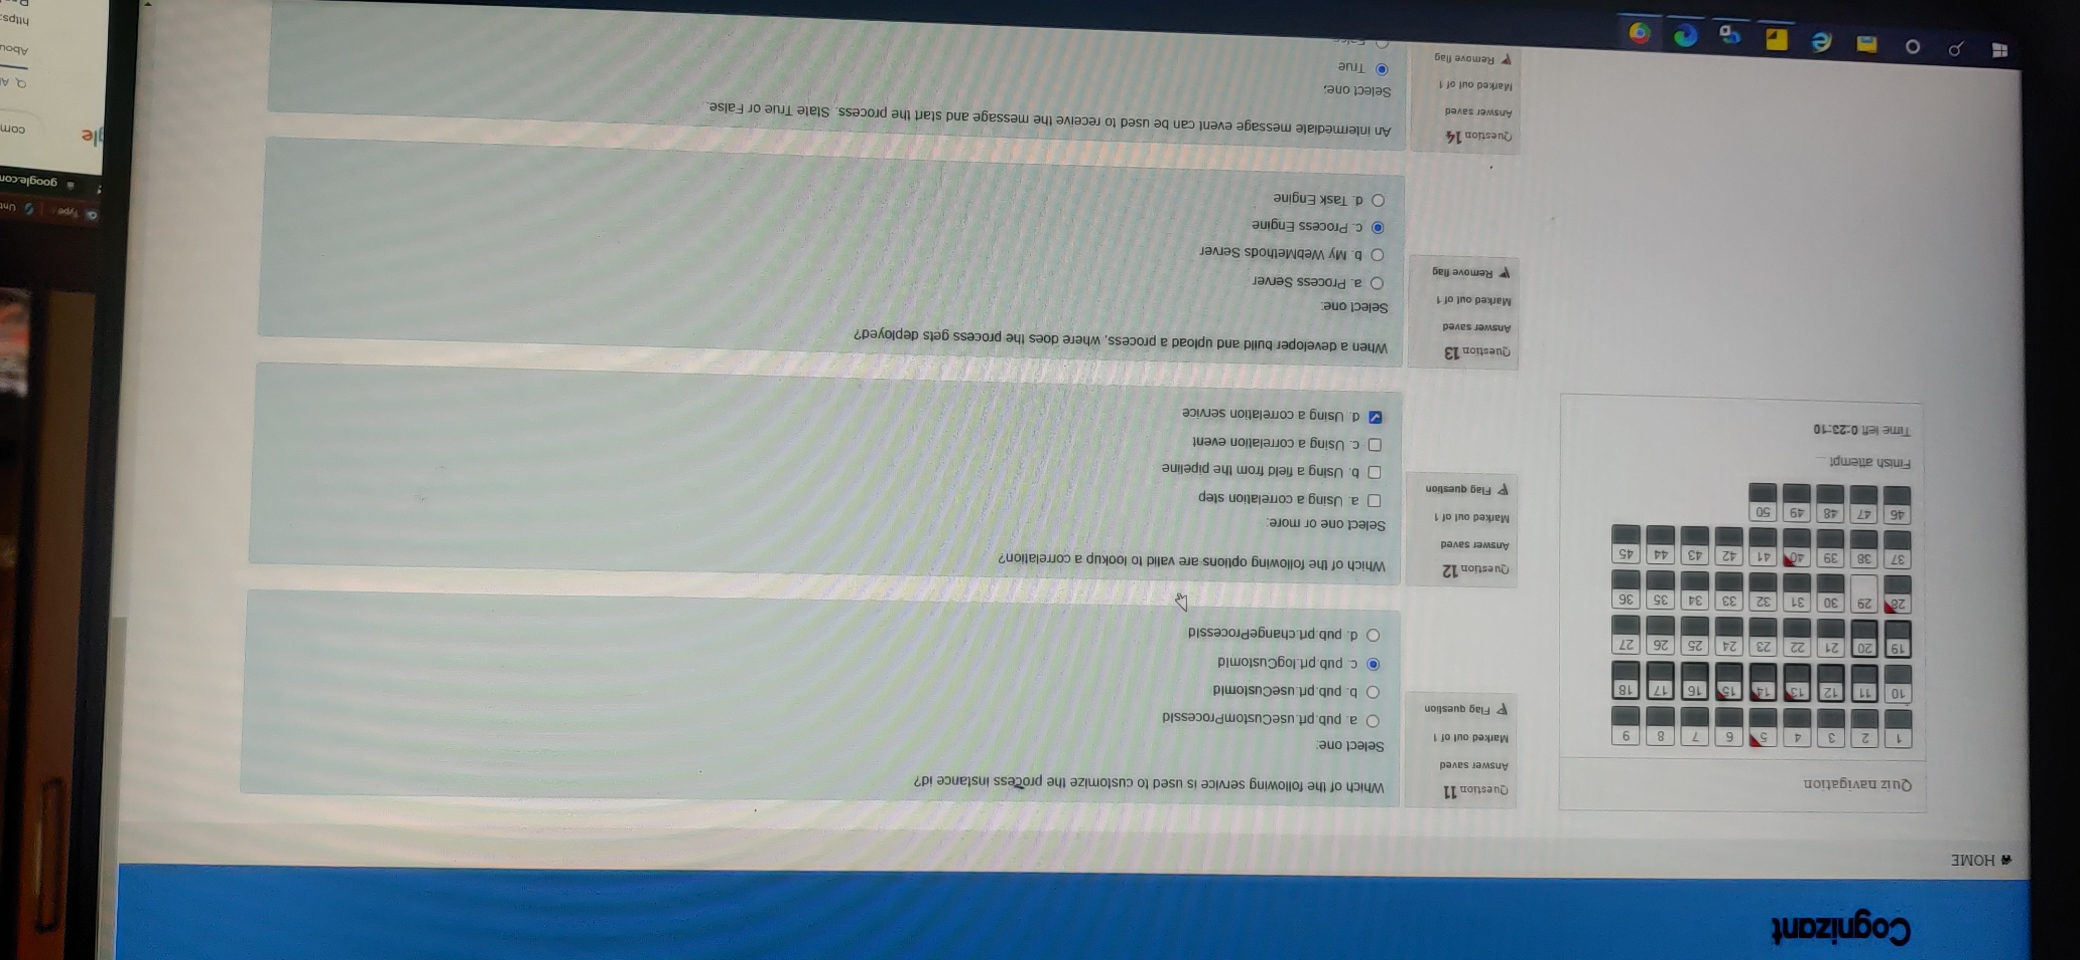 Cognizant
HOME
Quiz navigation
1 2 3 4 5 6 7 8 9
10 11 12 13 14 15 16 17 18
19 20 21 22 23 24 25 26 27
28 29 30 31 32 33 34 35 36
37 38 39 40 41 42 43 44 45
46 47 48 49 50
Finish attempt ...
Time left 0:23:10
Question 11
Answer saved
Marked out of 1
Flag question
Which of the following service is used to customize the process instance id?
Select one:
a. pub.prt.useCustomProcessId
b. pub.prt.useCustomId
c. pub.prt.logCustomId
d. pub.prt.changeProcessId
Question 12
Answer saved
Marked out of 1
Flag question
Which of the following options are valid to lookup a correlation?
Select one or more:
a. Using a correlation step
b. Using a field from the pipeline
c. Using a correlation event
d. Using a correlation service
Question 13
Answer saved
Marked out of 1
Remove flag
When a developer build and upload a process, where does the process gets deployed?
Select one:
a. Process Server
b. My WebMethods Server
c. Process Engine
d. Task Engine
Question 14
Answer saved
Marked out of 1
Remove flag
An intermediate message event can be used to receive the message and start the process. State True or False.
Select one:
True
False
Type
Unt
google.com
gle
com
A
Abou
https: